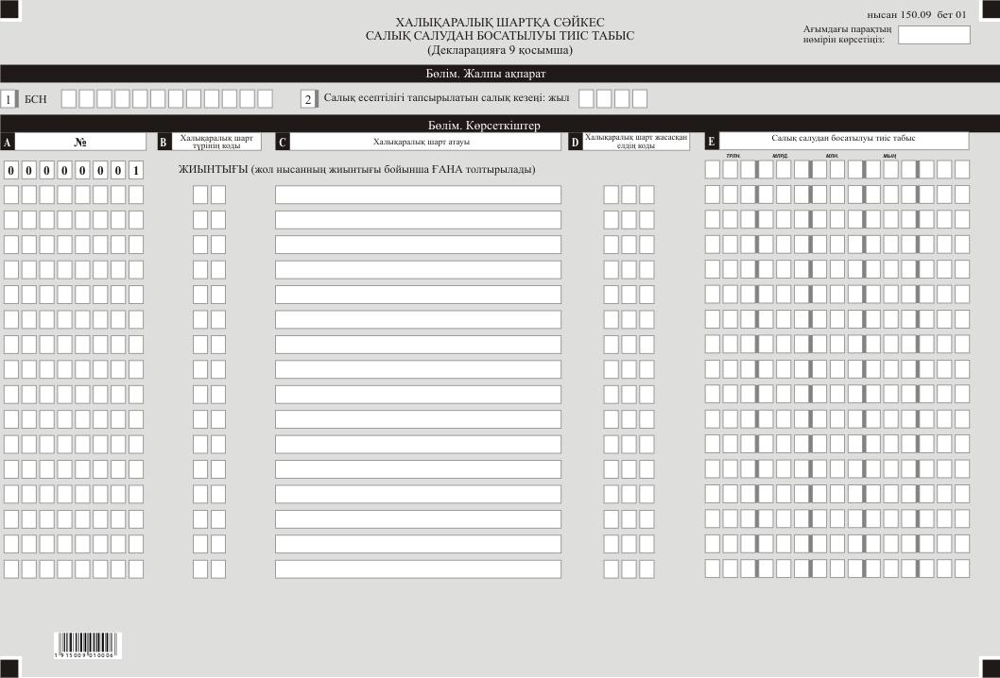 нысан 150.09 бет 01
ХАЛЫҚАРАЛЫҚ ШАРТҚА СӘЙКЕС
САЛЫҚ САЛУДАН БОСАТЫЛУЫ ТИІС ТАБЫС
(Декларацияға 9 қосымша)
Ағымдағы парақтың
нөмірін көрсетіңіз:
Бөлім. Жалпы ақпарат
1 БСН 2 Салық есептілігі тапсырылатын салық кезеңі: жыл
Бөлім. Көрсеткіштер
A № B Халықаралық шарт түрінің коды C Халықаралық шарт атауы D Халықаралық шарт жасасқан елдің коды E Салық салудан босатылуы тиіс табыс
ТРЛН. МЛРД. МЛН. МЫҢ
0 0 0 0 0 0 0 1 ЖИЫНТЫҒЫ (жол нысанның жиынтығы бойынша ҒАНА толтырылады)
1 915009 010006